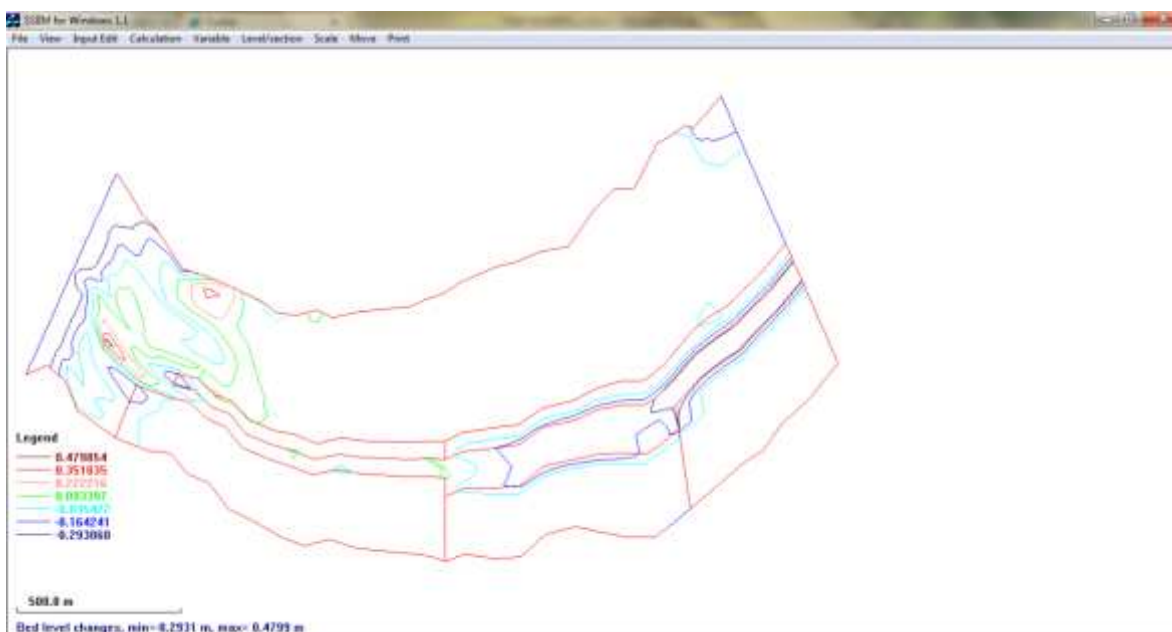 SSIIM for Windows 1.1
File View Input Edit Calculation Variable Level/section Scale Move Print
Legend
0.479854
0.351035
0.222216
0.093397
-0.164241
-0.293060
500.0 m
Bed level changes, min=-0.2931 m, max= 0.4799 m